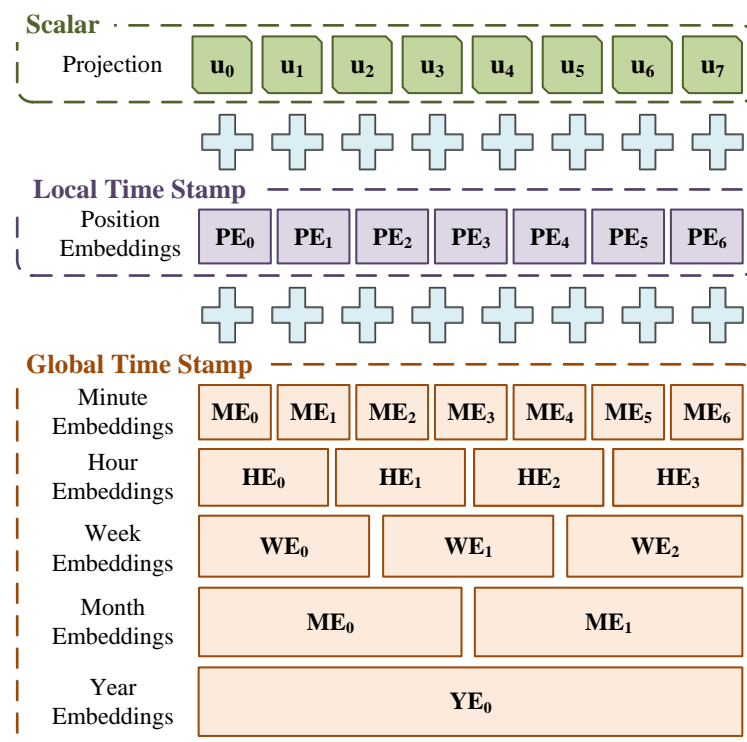 Scalar
Projection u0 u1 u2 u3 u4 u5 u6 u7
Local Time Stamp
Position
Embeddings PE0 PE1 PE2 PE3 PE4 PE5 PE6
Global Time Stamp
Minute
Embeddings ME0 ME1 ME2 ME3 ME4 ME5 ME6
Hour
Embeddings HE0 HE1 HE2 HE3
Week
Embeddings WE0 WE1 WE2
Month
Embeddings ME0 ME1
Year
Embeddings YE0